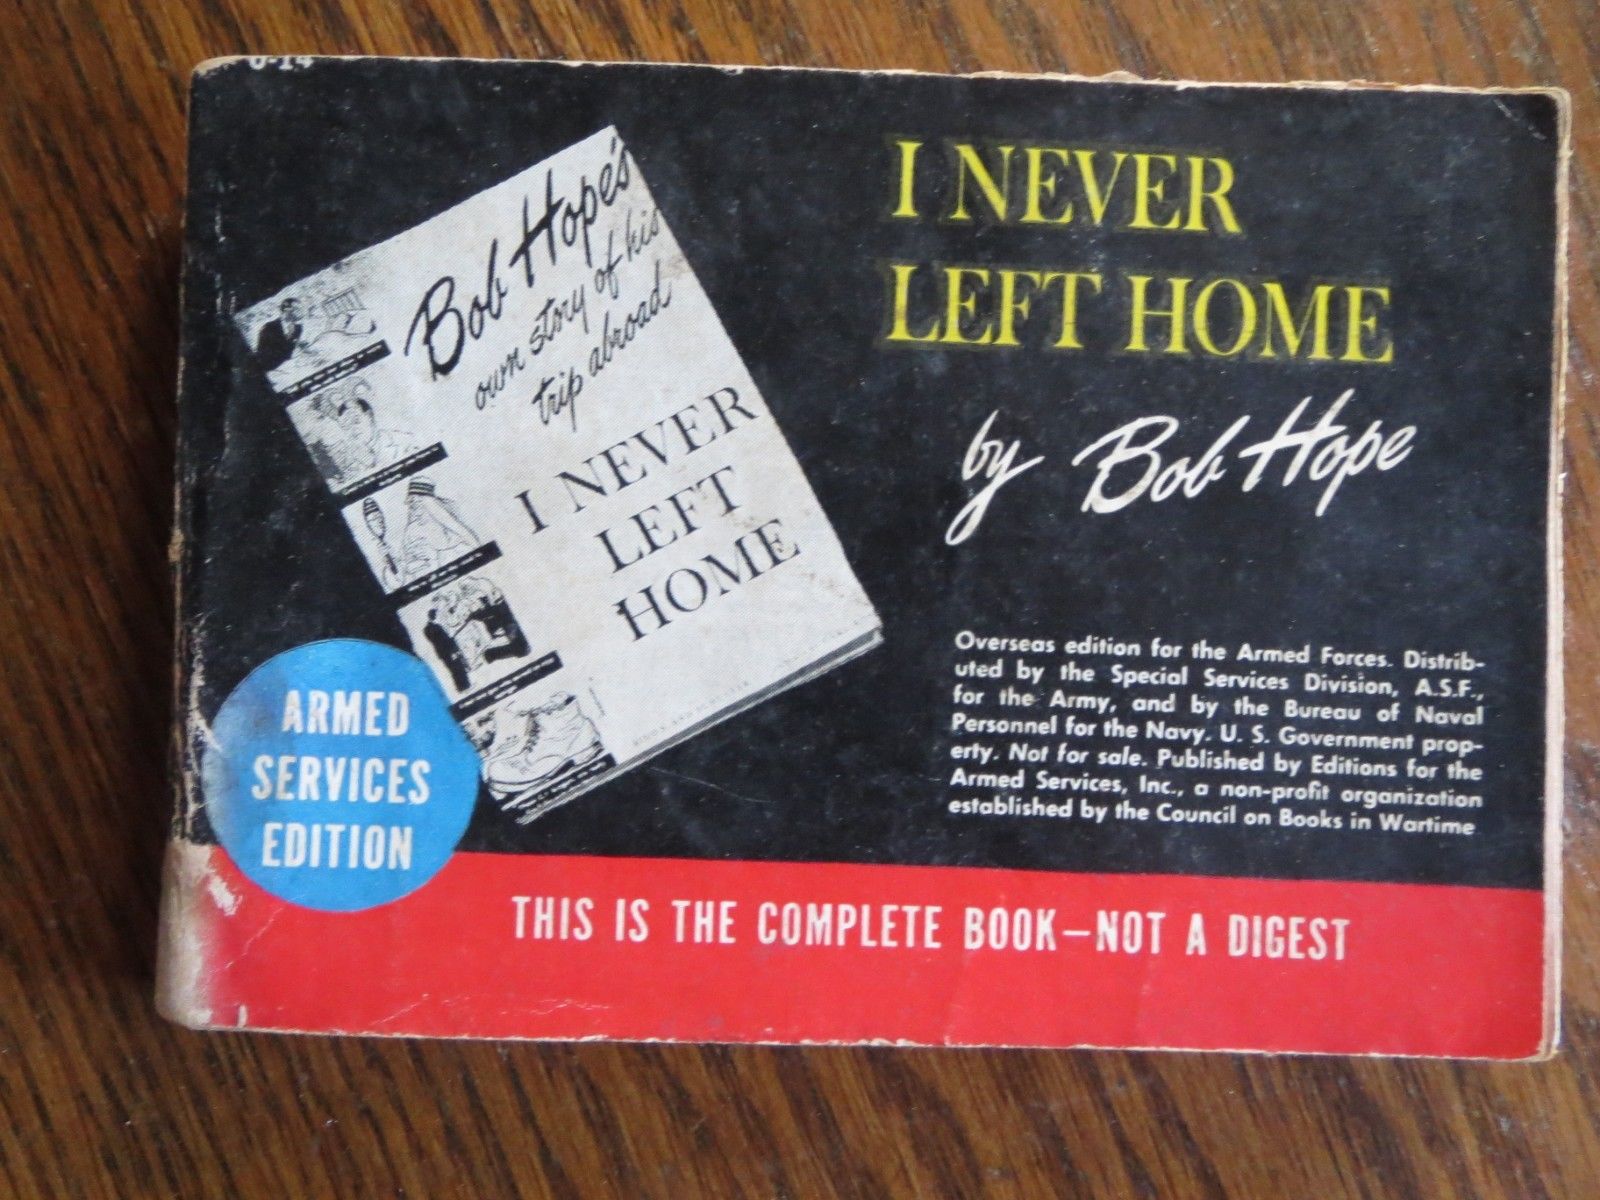 Bob Hope's
own story of his
trip abroad
I NEVER
LEFT
HOME
I NEVER
LEFT HOME
by Bob Hope
Overseas edition for the Armed Forces. Distrib-
uted by the Special Services Division, A.S.F.,
for the Army, and by the Bureau of Naval
Personnel for the Navy. U. S. Government prop-
erty. Not for sale. Published by Editions for the
Armed Services, Inc., a non-profit organization
established by the Council on Books in Wartime
ARMED
SERVICES
EDITION
THIS IS THE COMPLETE BOOK—NOT A DIGEST